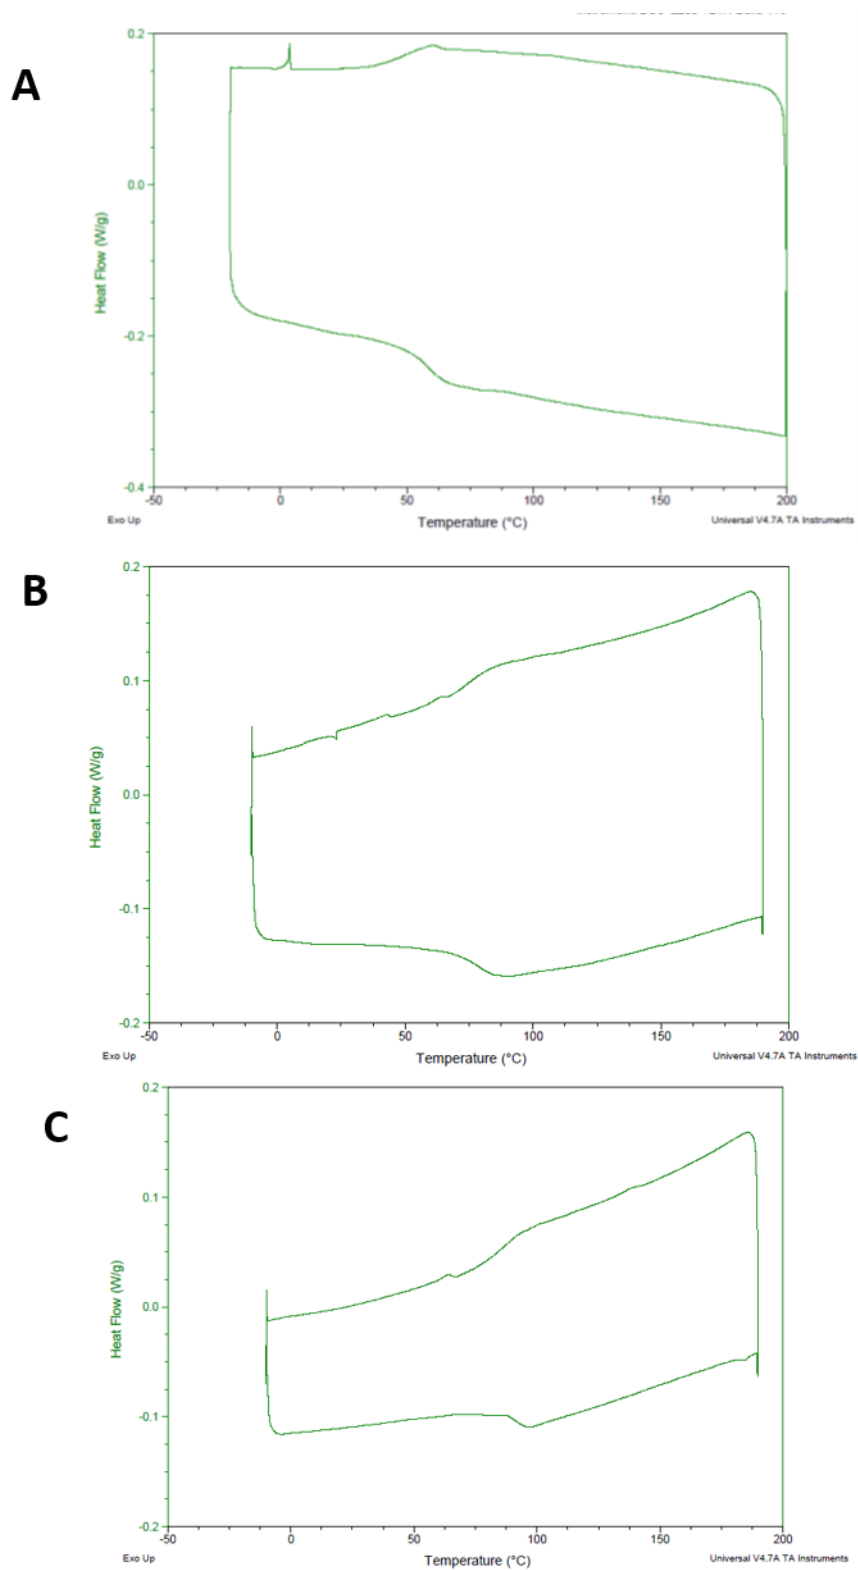 A
0.2
0.0
-0.2
-0.4
Heat Flow (W/g)
-50 0 50 100 150 200
Exo Up Temperature (°C) Universal V4.7A TA Instruments
B
0.2
0.1
0.0
-0.1
-0.2
Heat Flow (W/g)
-50 0 50 100 150 200
Exo Up Temperature (°C) Universal V4.7A TA Instruments
C
0.2
0.1
0.0
-0.1
-0.2
Heat Flow (W/g)
-50 0 50 100 150 200
Exo Up Temperature (°C) Universal V4.7A TA Instruments